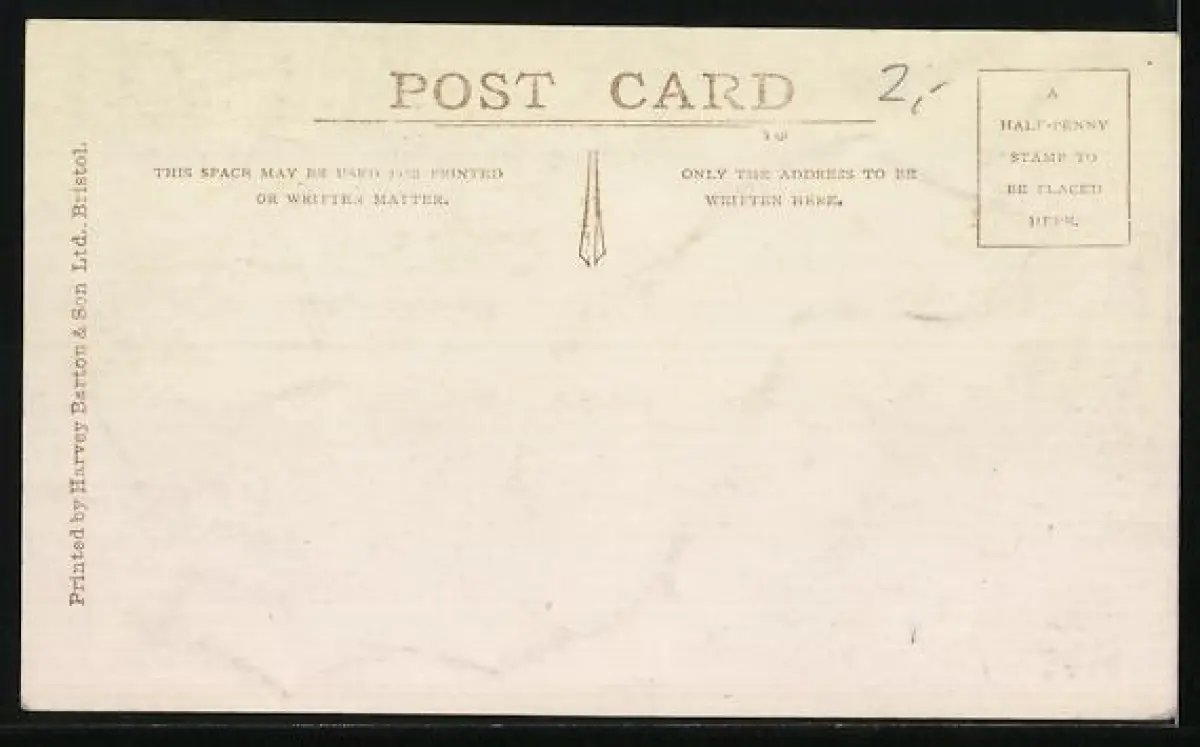 POST CARD
2,-
THIS SPACE MAY BE USED FOR PRINTED
OR WRITTEN MATTER.
ONLY THE ADDRESS TO BE
WRITTEN HERE.
A
HALF-PENNY
STAMP TO
BE PLACED
HERE.
Printed by Harvey Barton & Son Ltd., Bristol.